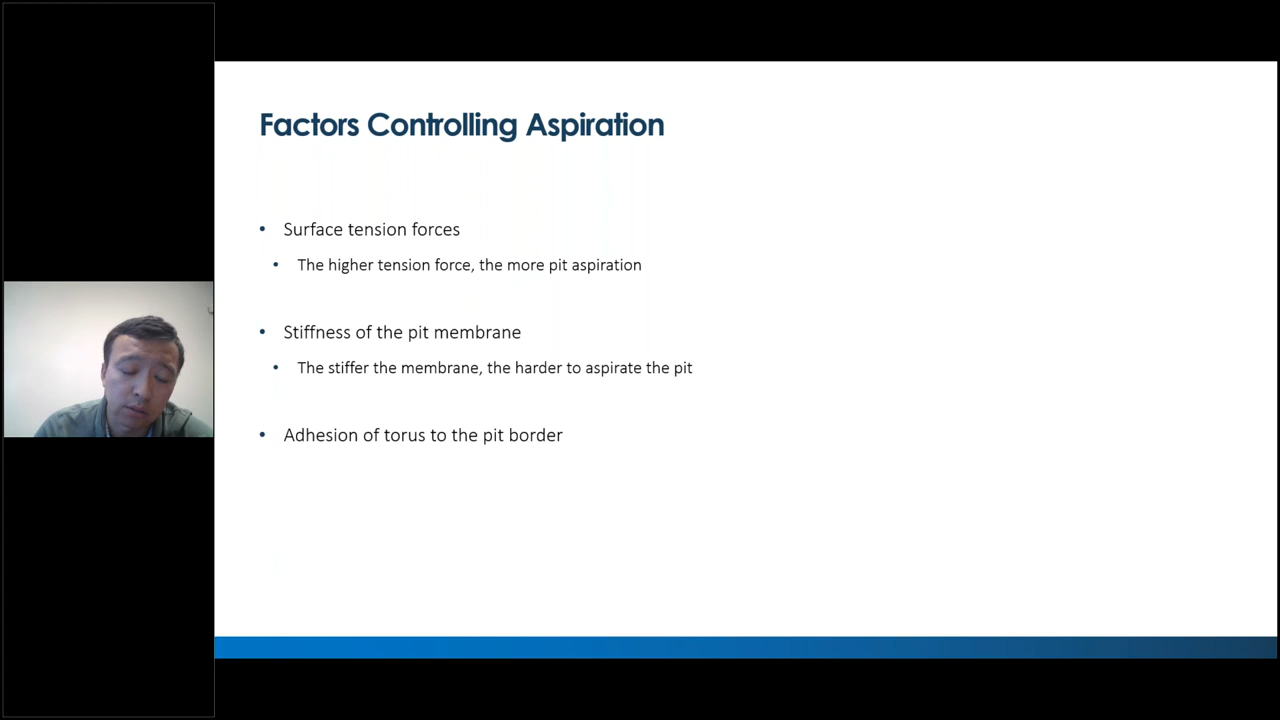 Factors Controlling Aspiration
• Surface tension forces
• The higher tension force, the more pit aspiration
• Stiffness of the pit membrane
• The stiffer the membrane, the harder to aspirate the pit
• Adhesion of torus to the pit border